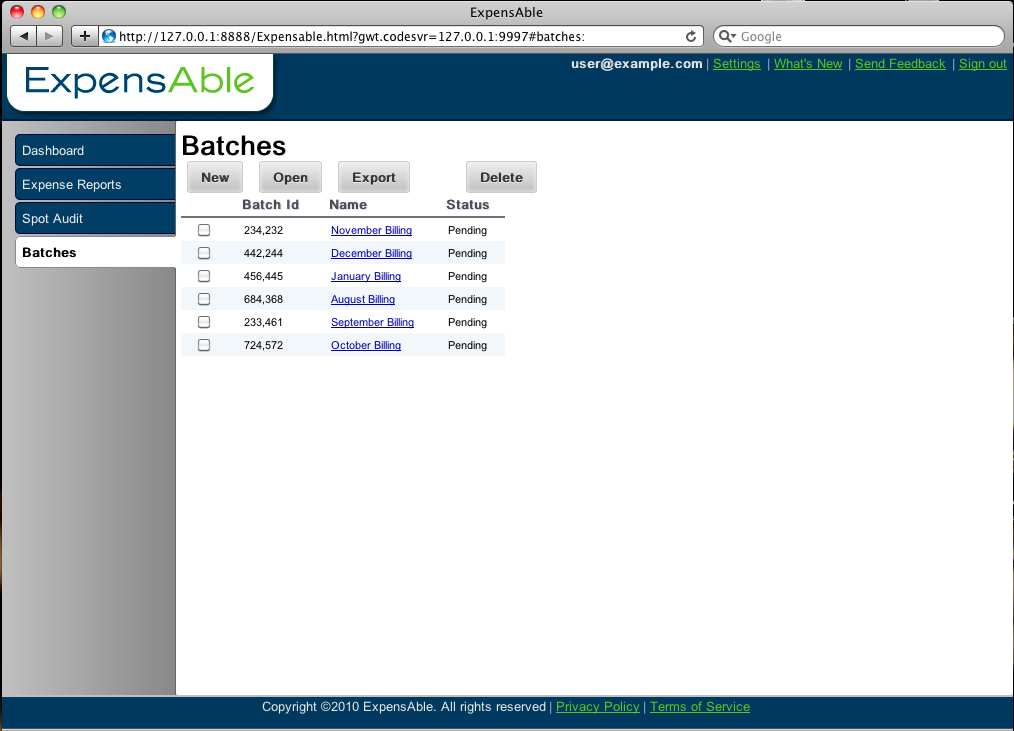 ExpensAble
http://127.0.0.1:8888/Expensable.html?gwt.codesvr=127.0.0.1:9997#batches:
Google
ExpensAble
user@example.com | Settings | What's New | Send Feedback | Sign out
Dashboard
Expense Reports
Spot Audit
Batches
Batches
New Open Export Delete
Batch Id Name Status
234,232 November Billing Pending
442,244 December Billing Pending
456,445 January Billing Pending
684,368 August Billing Pending
233,461 September Billing Pending
724,572 October Billing Pending
Copyright ©2010 ExpensAble. All rights reserved | Privacy Policy | Terms of Service